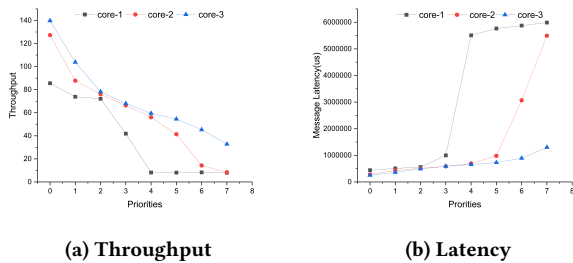 core-1 core-2 core-3
160
140
120
100
80
60
40
20
0
Throughput
0 1 2 3 4 5 6 7 8
Priorities
(a) Throughput
core-1 core-2 core-3
6000000
5000000
4000000
3000000
2000000
1000000
0
Message Latency(us)
0 1 2 3 4 5 6 7 8
Priorities
(b) Latency